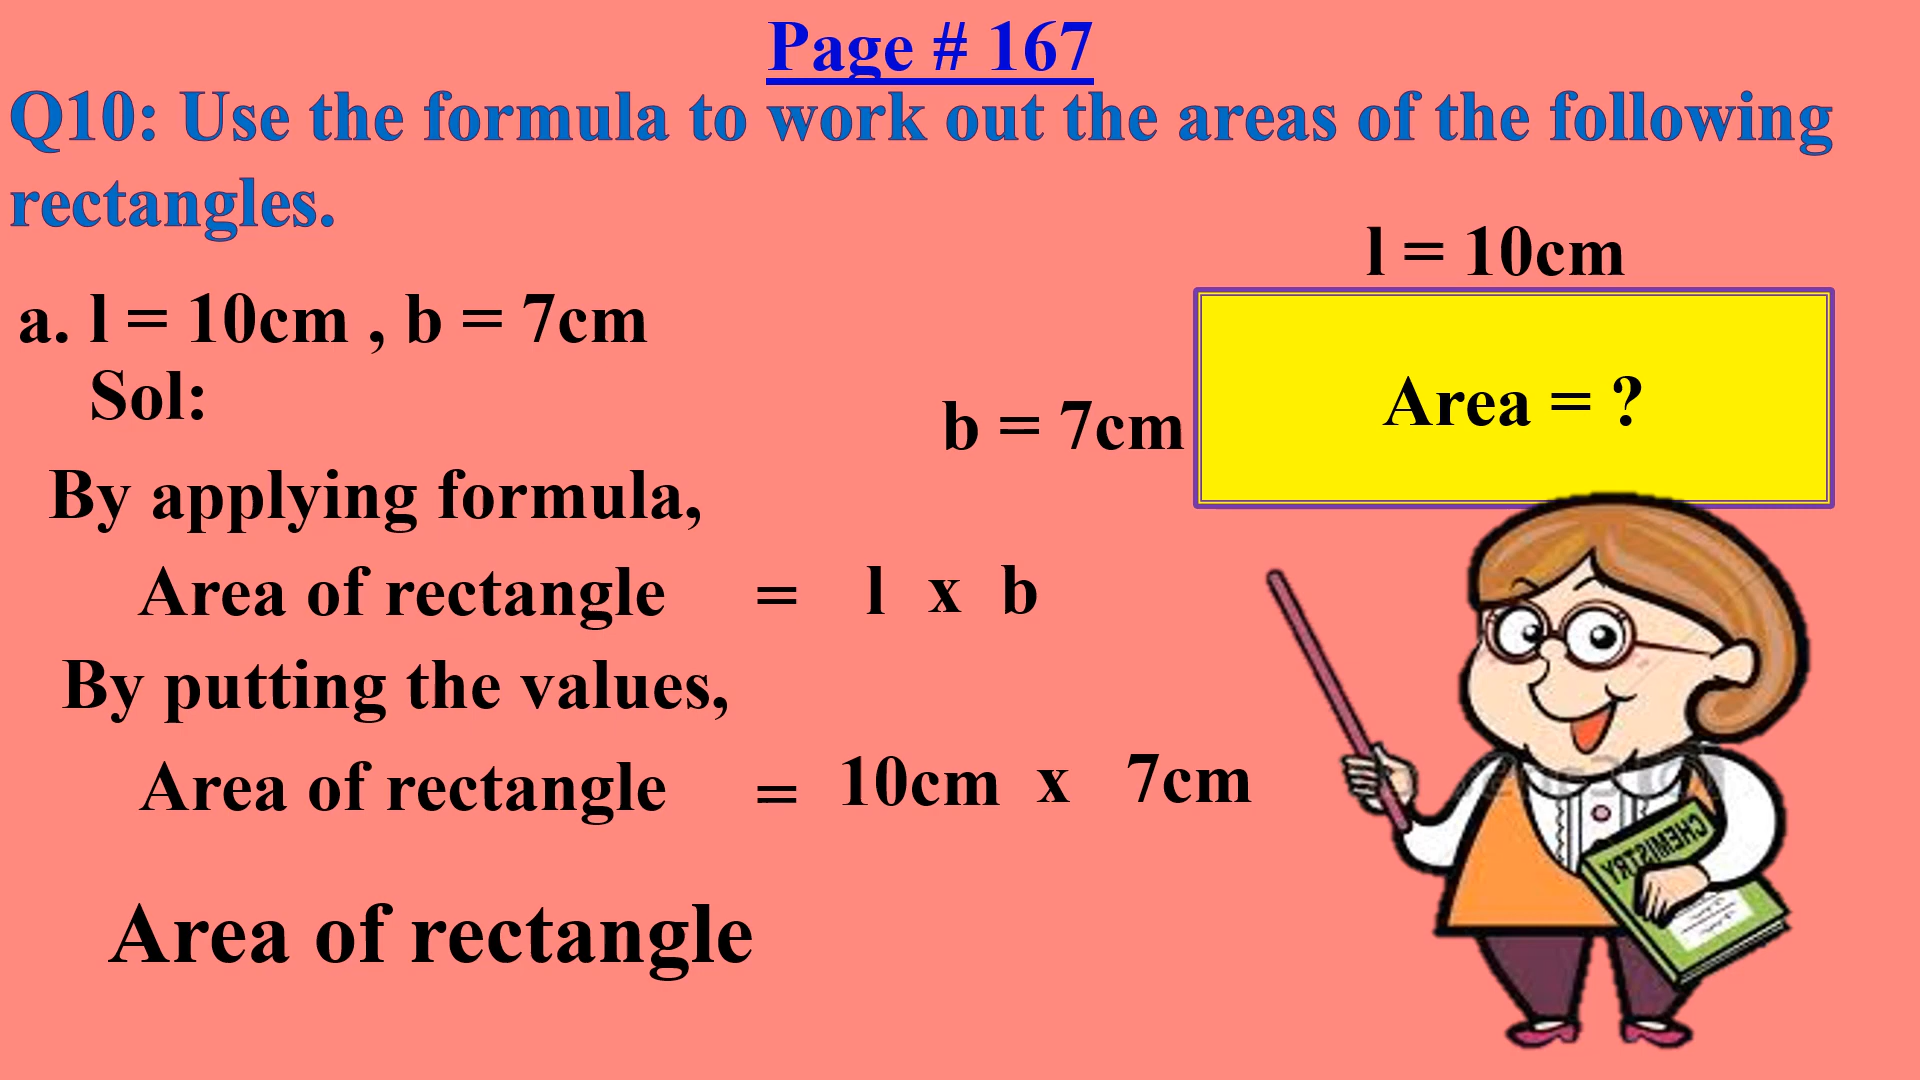 Page # 167
Q10: Use the formula to work out the areas of the following
rectangles.
l = 10cm
a. l = 10cm , b = 7cm
Sol:
Area = ?
b = 7cm
By applying formula,
Area of rectangle = l x b
By putting the values,
Area of rectangle = 10cm x 7cm
CHEMISTRY
Area of rectangle